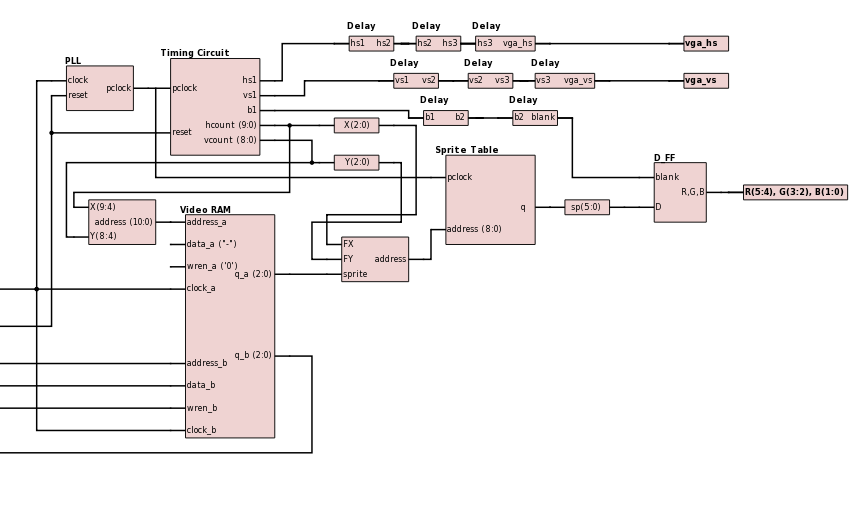 Delay Delay Delay
hs1 hs2 hs2 hs3 hs3 vga_hs vga_hs
Timing Circuit
PLL
Delay Delay Delay
clock
reset
pclock
pclock
hs1
vs1
b1
hcount (9:0)
vcount (8:0)
reset
vs1 vs2 vs2 vs3 vs3 vga_vs vga_vs
Delay Delay
b1 b2 b2 blank
X(2:0)
Y(2:0)
Sprite Table
pclock
q
address (8:0)
D FF
blank
R,G,B
D
R(5:4), G(3:2), B(1:0)
sp(5:0)
X(9:4)
address (10:0)
Y(8:4)
Video RAM
address_a
data_a ("-")
wren_a ('0')
q_a (2:0)
clock_a
q_b (2:0)
address_b
data_b
wren_b
clock_b
FX
FY address
sprite